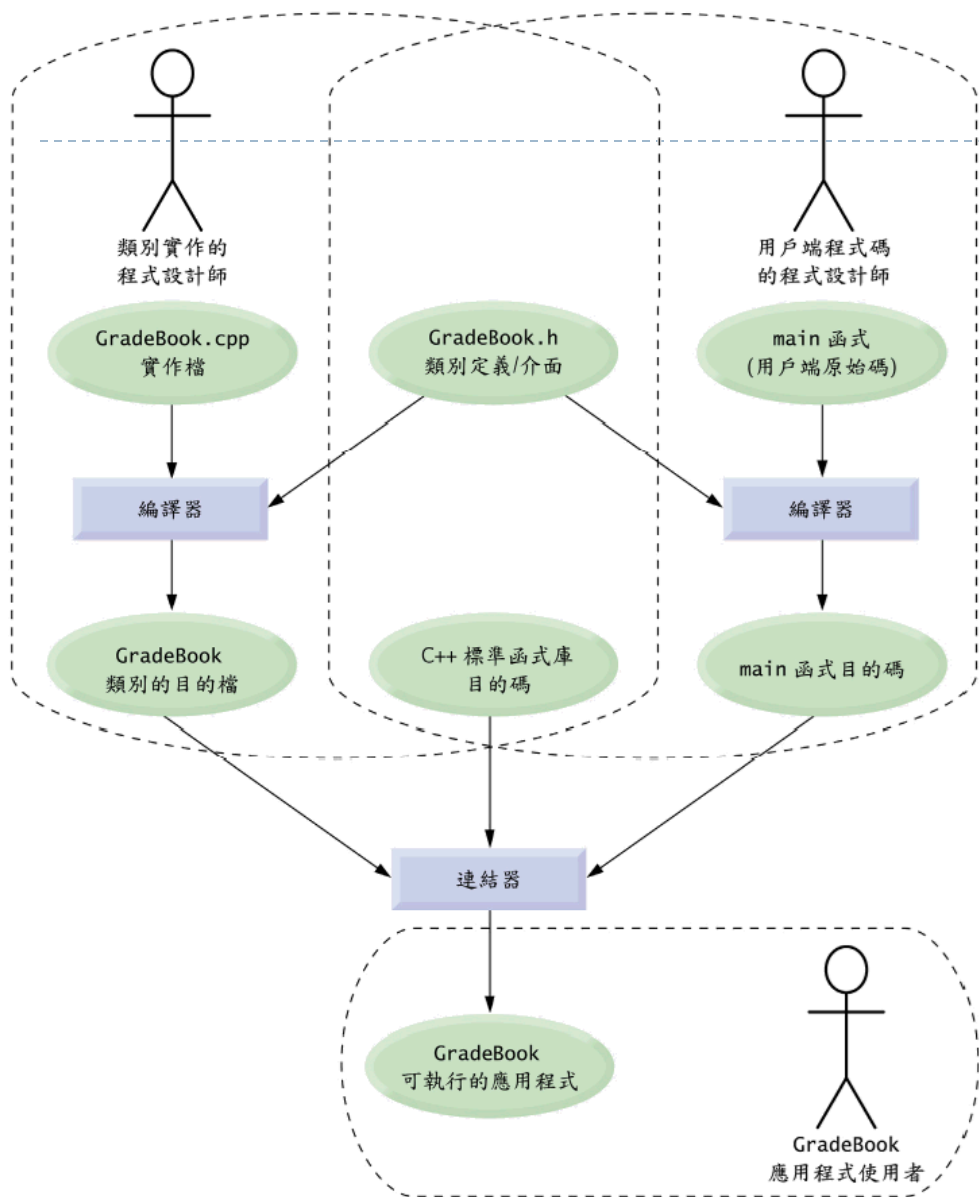 類別實作的
程式設計師
用戶端程式碼
的程式設計師
GradeBook.cpp
實作檔
GradeBook.h
類別定義/介面
main 函式
(用戶端原始碼)
編譯器
編譯器
GradeBook
類別的目的檔
C++ 標準函式庫
目的碼
main 函式目的碼
連結器
GradeBook
可執行的應用程式
GradeBook
應用程式使用者